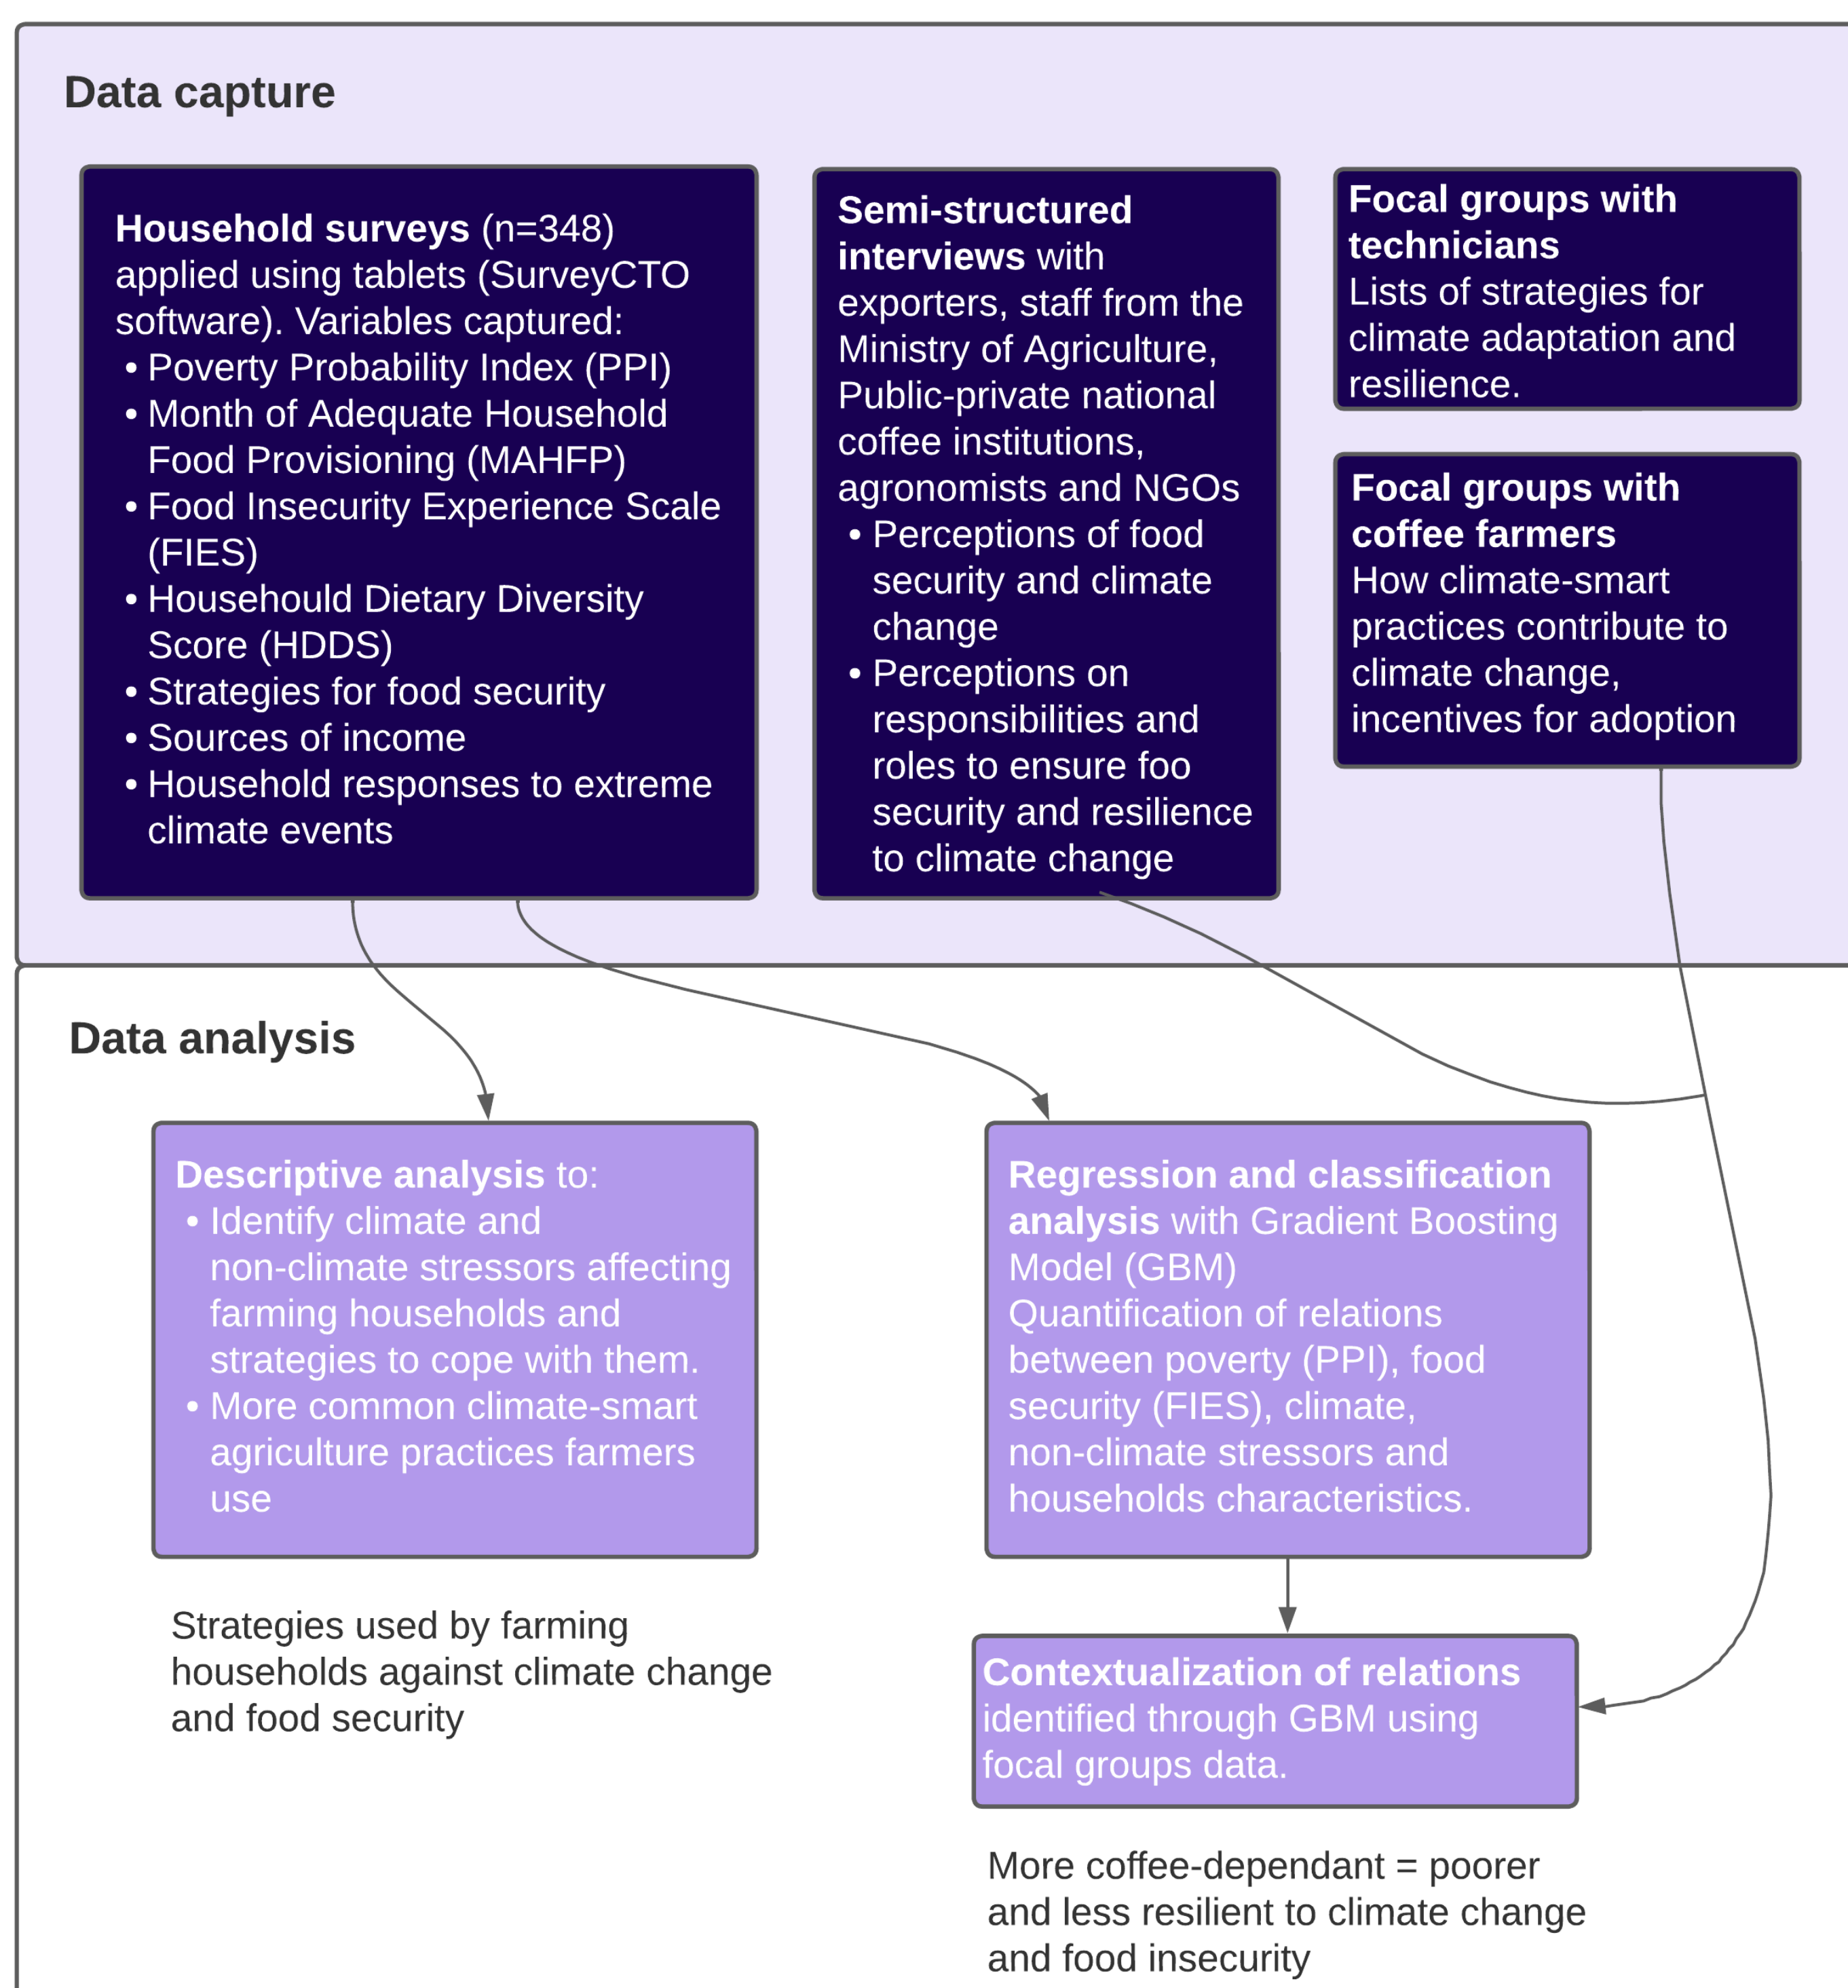 Data capture
Household surveys (n=348)
applied using tablets (SurveyCTO
software). Variables captured:
• Poverty Probability Index (PPI)
• Month of Adequate Household
Food Provisioning (MAHFP)
• Food Insecurity Experience Scale
(FIES)
• Househould Dietary Diversity
Score (HDDS)
• Strategies for food security
• Sources of income
• Household responses to extreme
climate events
Semi-structured
interviews with
exporters, staff from the
Ministry of Agriculture,
Public-private national
coffee institutions,
agronomists and NGOs
• Perceptions of food
security and climate
change
• Perceptions on
responsibilities and
roles to ensure foo
security and resilience
to climate change
Focal groups with
technicians
Lists of strategies for
climate adaptation and
resilience.
Focal groups with
coffee farmers
How climate-smart
practices contribute to
climate change,
incentives for adoption
Data analysis
Descriptive analysis to:
• Identify climate and
non-climate stressors affecting
farming households and
strategies to cope with them.
• More common climate-smart
agriculture practices farmers
use
Strategies used by farming
households against climate change
and food security
Regression and classification
analysis with Gradient Boosting
Model (GBM)
Quantification of relations
between poverty (PPI), food
security (FIES), climate,
non-climate stressors and
households characteristics.
Contextualization of relations
identified through GBM using
focal groups data.
More coffee-dependant = poorer
and less resilient to climate change
and food insecurity